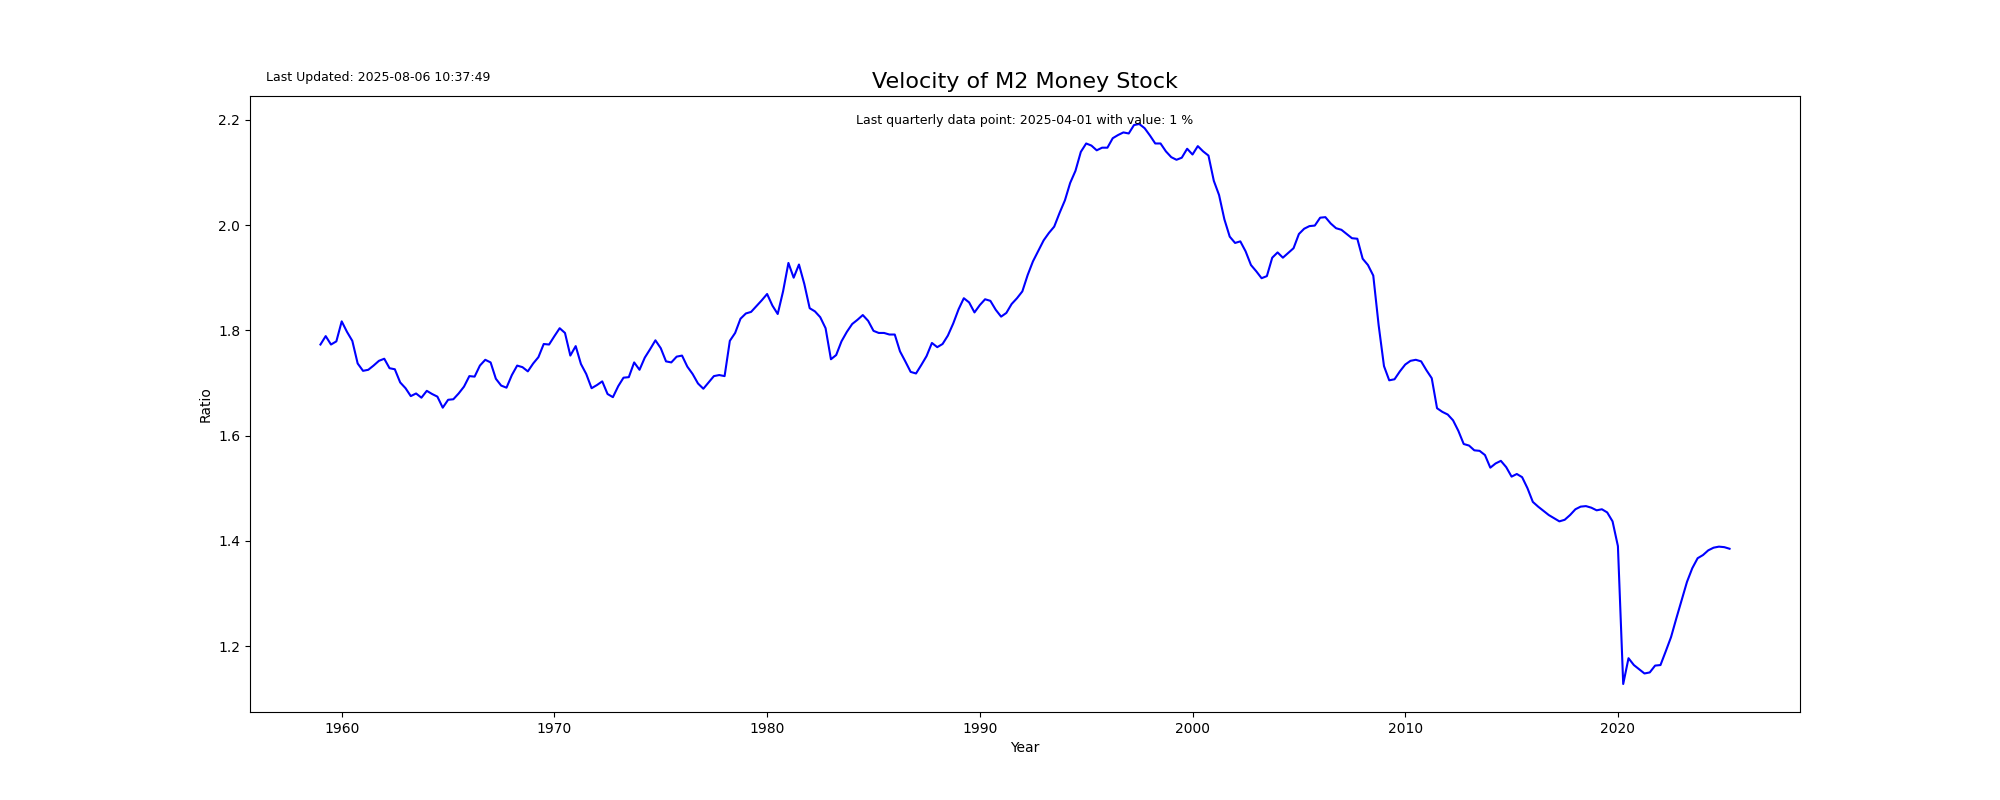 Last Updated: 2025-08-06 10:37:49
Velocity of M2 Money Stock
Last quarterly data point: 2025-04-01 with value: 1 %
2.2
2.0
1.8
1.6
1.4
1.2
Ratio
1960 1970 1980 1990 2000 2010 2020
Year